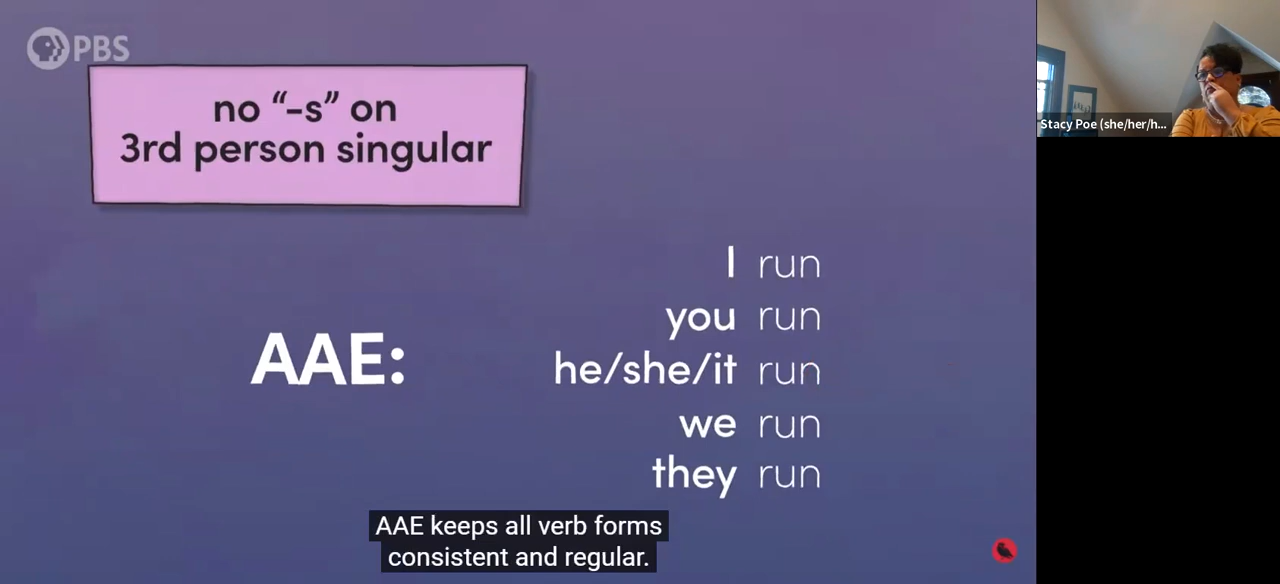 PBS
no “-s” on
3rd person singular
AAE:
I run
you run
he/she/it run
we run
they run
AAE keeps all verb forms
consistent and regular.
Stacy Poe (she/her/h...